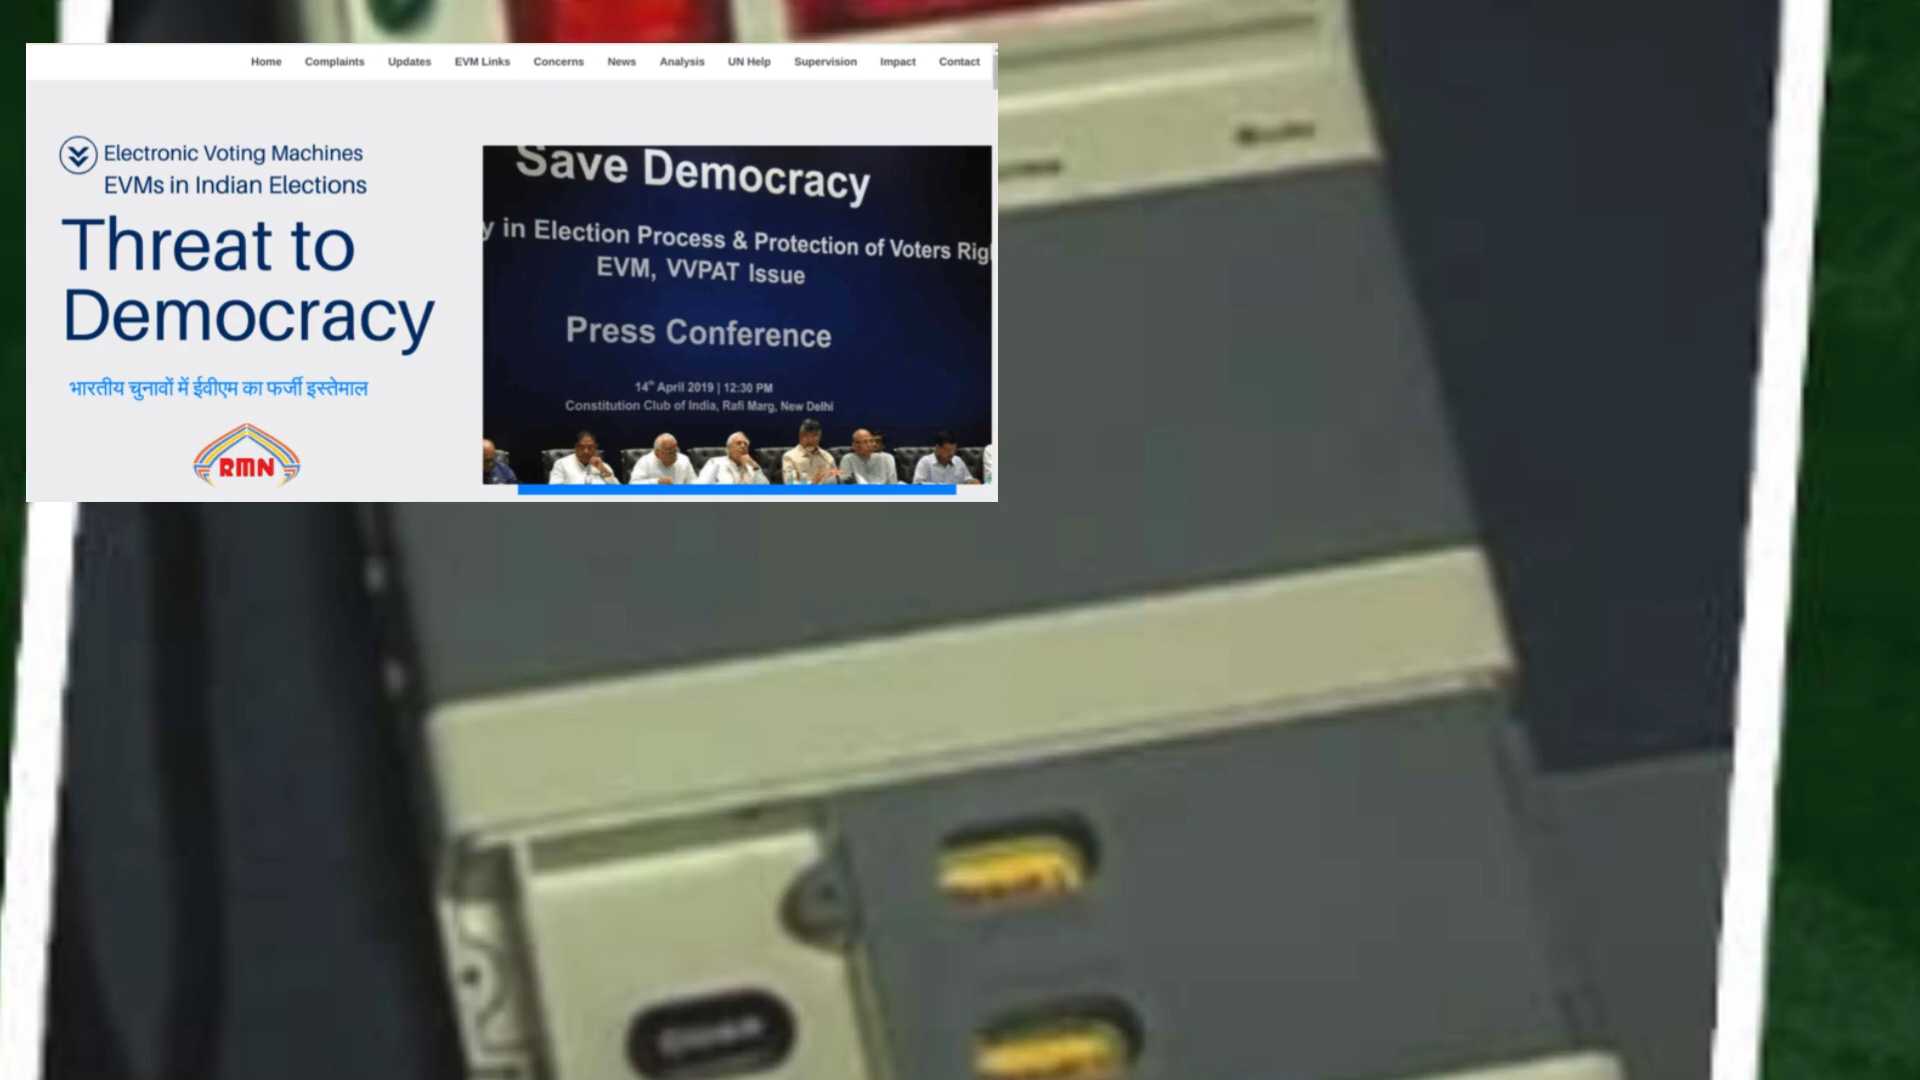 Home Complaints Updates EVM Links Concerns News Analysis UN Help Supervision Impact Contact
Electronic Voting Machines
EVMs in Indian Elections
Threat to
Democracy
भारतीय चुनावों में ईवीएम का फर्जी इस्तेमाल
RMN
Save Democracy
y in Election Process & Protection of Voters Rig
EVM, VVPAT Issue
Press Conference
14th April 2019 | 12:30 PM
Constitution Club of India, Rafi Marg, New Delhi